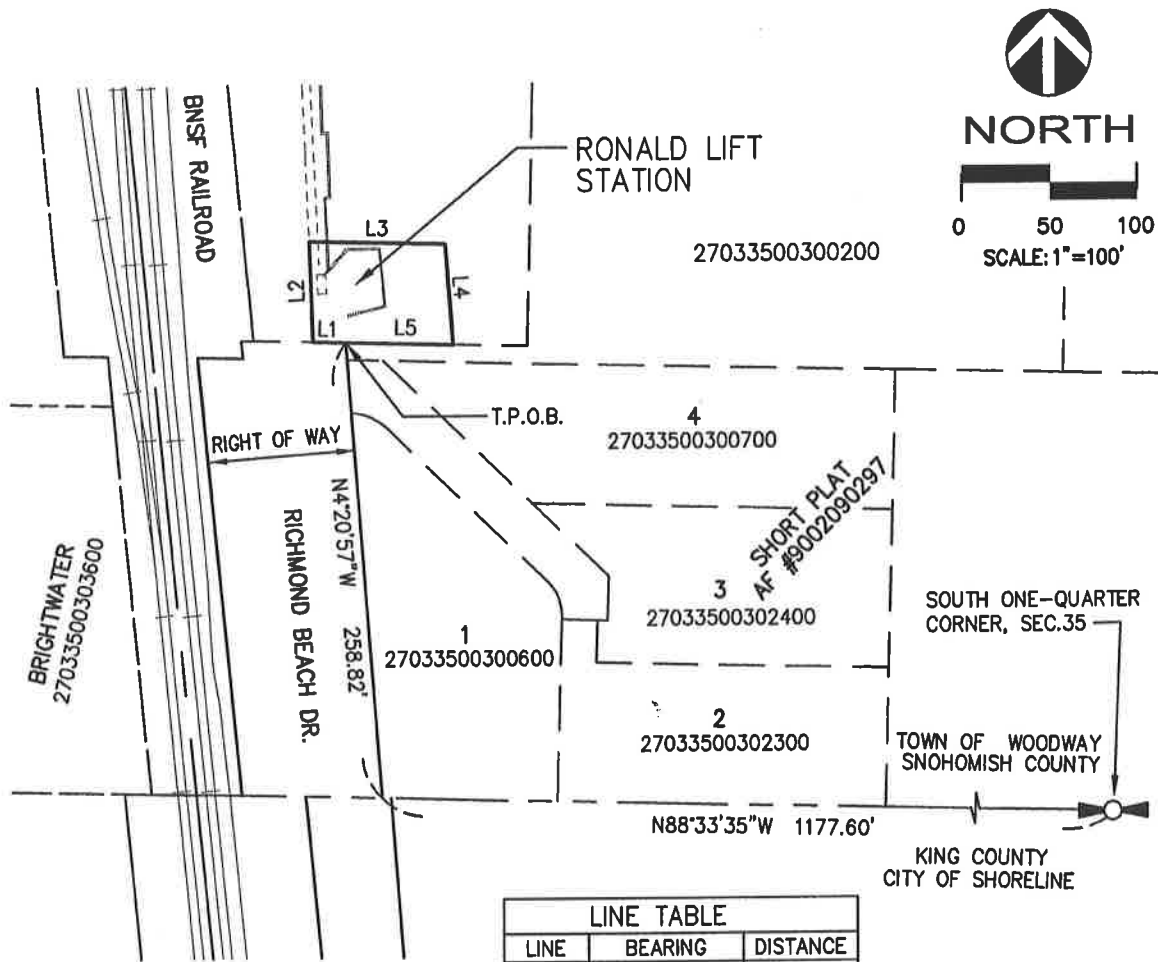 NORTH
0 50 100
SCALE: 1"=100'
BNSF RAILROAD
RONALD LIFT
STATION
27033500300200
L3
L2
L4
L1
L5
T.P.O.B.
RIGHT OF WAY
4
27033500300700
SHORT PLAT
AF #9002090297
N4°20'57"W 258.82'
RICHMOND BEACH DR.
BRIGHTWATER
27033500303600
1
27033500300600
3
27033500302400
SOUTH ONE-QUARTER
CORNER, SEC.35
2
27033500302300
TOWN OF WOODWAY
SNOHOMISH COUNTY
N88°33'35"W 1177.60'
KING COUNTY
CITY OF SHORELINE
LINE TABLE
LINE BEARING DISTANCE